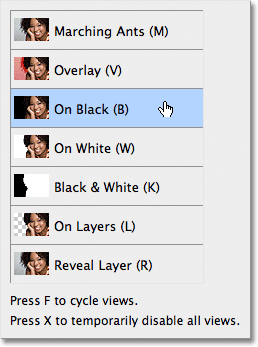 Marching Ants (M)
Overlay (V)
On Black (B)
On White (W)
Black & White (K)
On Layers (L)
Reveal Layer (R)
Press F to cycle views.
Press X to temporarily disable all views.